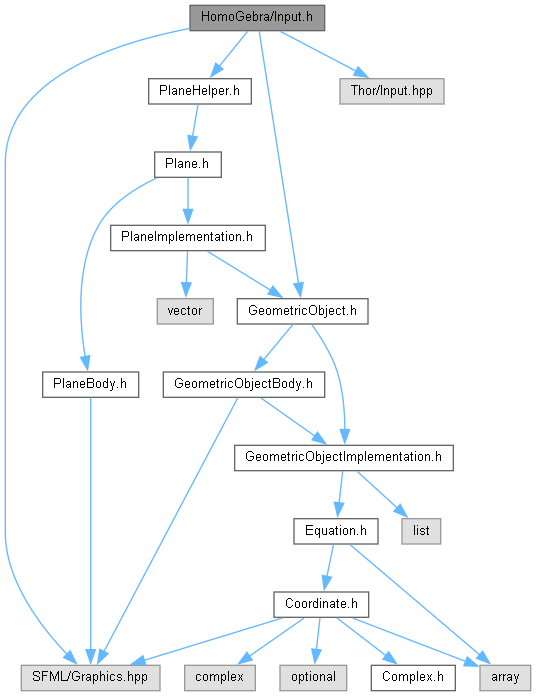 HomoGebra/Input.h
PlaneHelper.h
Thor/Input.hpp
Plane.h
PlaneImplementation.h
vector
GeometricObject.h
PlaneBody.h
GeometricObjectBody.h
GeometricObjectImplementation.h
Equation.h
list
Coordinate.h
SFML/Graphics.hpp
complex
optional
Complex.h
array